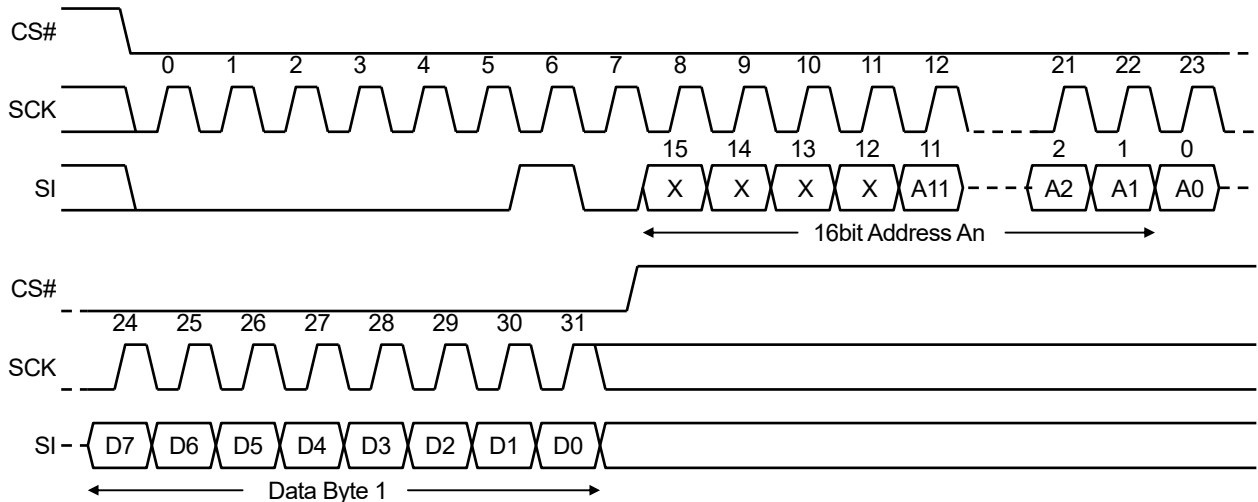 CS#
0 1 2 3 4 5 6 7 8 9 10 11 12 21 22 23
SCK
15 14 13 12 11 2 1 0
SI X X X X A11 A2 A1 A0
16bit Address An
CS#
24 25 26 27 28 29 30 31
SCK
SI D7 D6 D5 D4 D3 D2 D1 D0
Data Byte 1